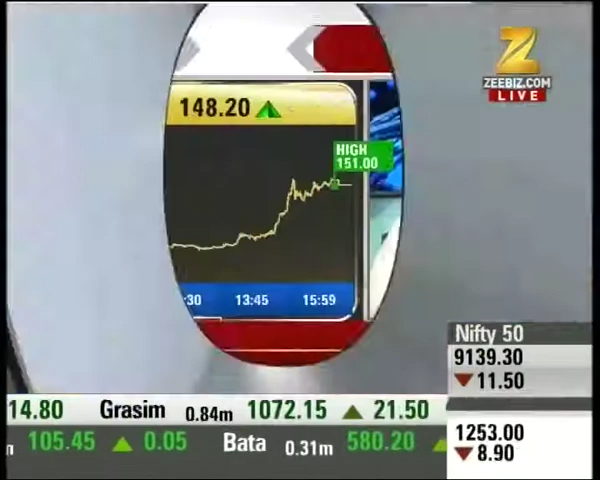 148.20
HIGH
151.00
:30 13:45 15:59
Z
ZEEBIZ.COM
LIVE
Nifty 50
9139.30
11.50
14.80 Grasim 0.84m 1072.15 21.50
105.45 0.05 Bata 0.31m 580.20
1253.00
8.90